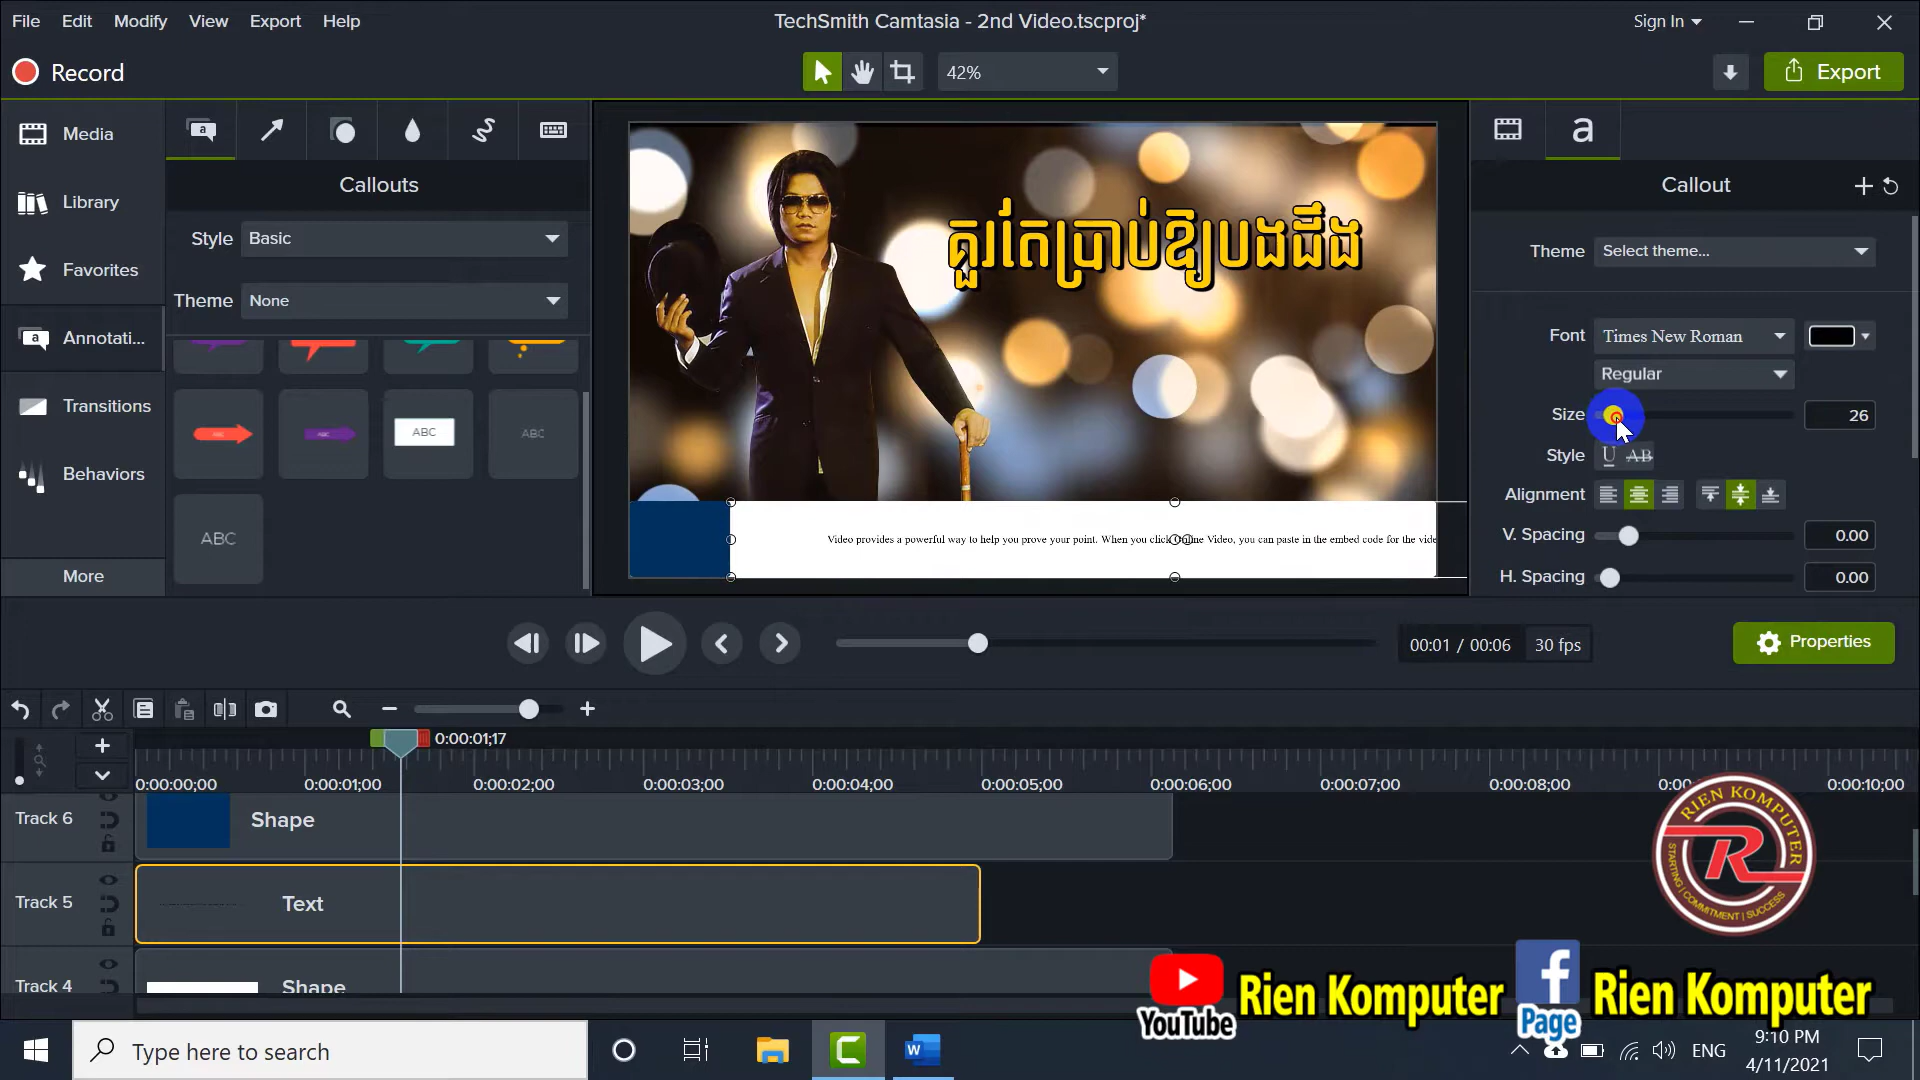 File Edit Modify View Export Help
TechSmith Camtasia - 2nd Video.tscproj*
Sign In
Record
42%
Export
Media
Library
Favorites
Annotati...
Transitions
Behaviors
More
Callouts
Style Basic
Theme None
ABC ABC
ABC ABC
ABC
គួរតែប្រាប់ឱ្យបងដឹង
Video provides a powerful way to help you prove your point. When you click Online Video, you can paste in the embed code for the vide
a
Callout
Theme Select theme...
Font Times New Roman
Regular
Size 26
Style U AB
Alignment
V. Spacing 0.00
H. Spacing 0.00
00:01 / 00:06 30 fps
Properties
0:00:01;17
0:00:00;00 0:00:01;00 0:00:02;00 0:00:03;00 0:00:04;00 0:00:05;00 0:00:06;00 0:00:07;00 0:00:08;00 0:00:10;00
Track 6 Shape
Track 5 Text
Track 4 Shape
RIEN KOMPUTER
R
STARTING | COMMITMENT | SUCCESS
YouTube
Rien Komputer
Page
Rien Komputer
Type here to search
ENG
9:10 PM
4/11/2021